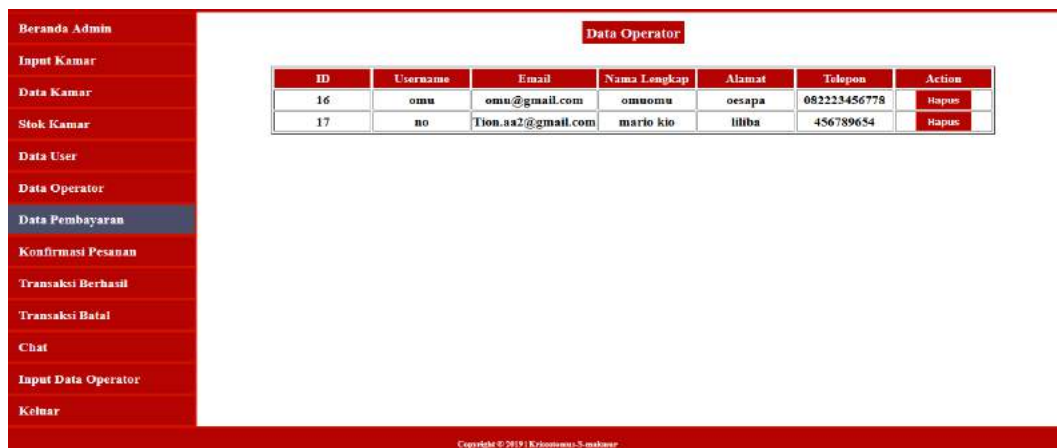 Beranda Admin
Input Kamar
Data Kamar
Stok Kamar
Data User
Data Operator
Data Pembayaran
Konfirmasi Pesanan
Transaksi Berhasil
Transaksi Batal
Chat
Input Data Operator
Keluar
Data Operator
ID Username Email Nama Lengkap Alamat Telepon Action
16 omu omu@gmail.com omuomu oesapa 082223456778 Hapus
17 no Tion.aa2@gmail.com mario kio liliba 456789654 Hapus
Copyright © 2019 |